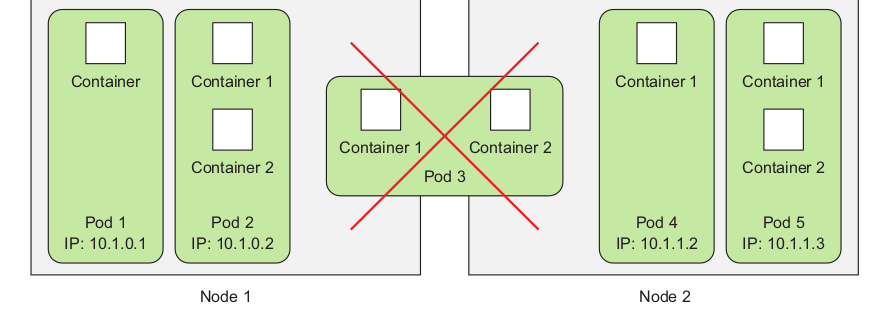 Container
Container 1
Container 2
Pod 1
IP: 10.1.0.1
Pod 2
IP: 10.1.0.2
Container 1
Container 2
Pod 3
Container 1
Container 1
Container 2
Pod 4
IP: 10.1.1.2
Pod 5
IP: 10.1.1.3
Node 1
Node 2